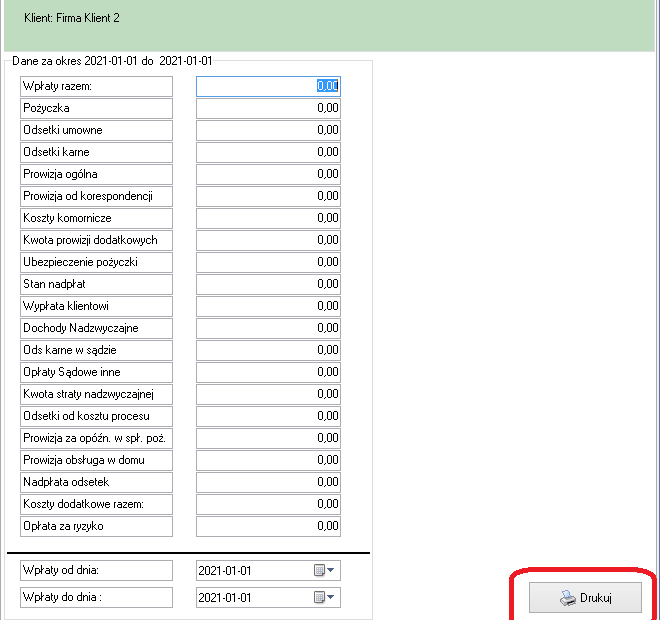 Klient: Firma Klient 2
Dane za okres 2021-01-01 do 2021-01-01
Wpłaty razem: 0,00
Pożyczka 0,00
Odsetki umowne 0,00
Odsetki karne 0,00
Prowizja ogólna 0,00
Prowizja od korespondencji 0,00
Koszty komornicze 0,00
Kwota prowizji dodatkowych 0,00
Ubezpieczenie pożyczki 0,00
Stan nadpłat 0,00
Wypłata klientowi 0,00
Dochody Nadzwyczajne 0,00
Ods karne w sądzie 0,00
Opłaty Sądowe inne 0,00
Kwota straty nadzwyczajnej 0,00
Odsetki od kosztu procesu 0,00
Prowizja za opóźn. w spł. poż. 0,00
Prowizja obsługa w domu 0,00
Nadpłata odsetek 0,00
Koszty dodatkowe razem: 0,00
Opłata za ryzyko 0,00
Wpłaty od dnia: 2021-01-01
Wpłaty do dnia : 2021-01-01
Drukuj